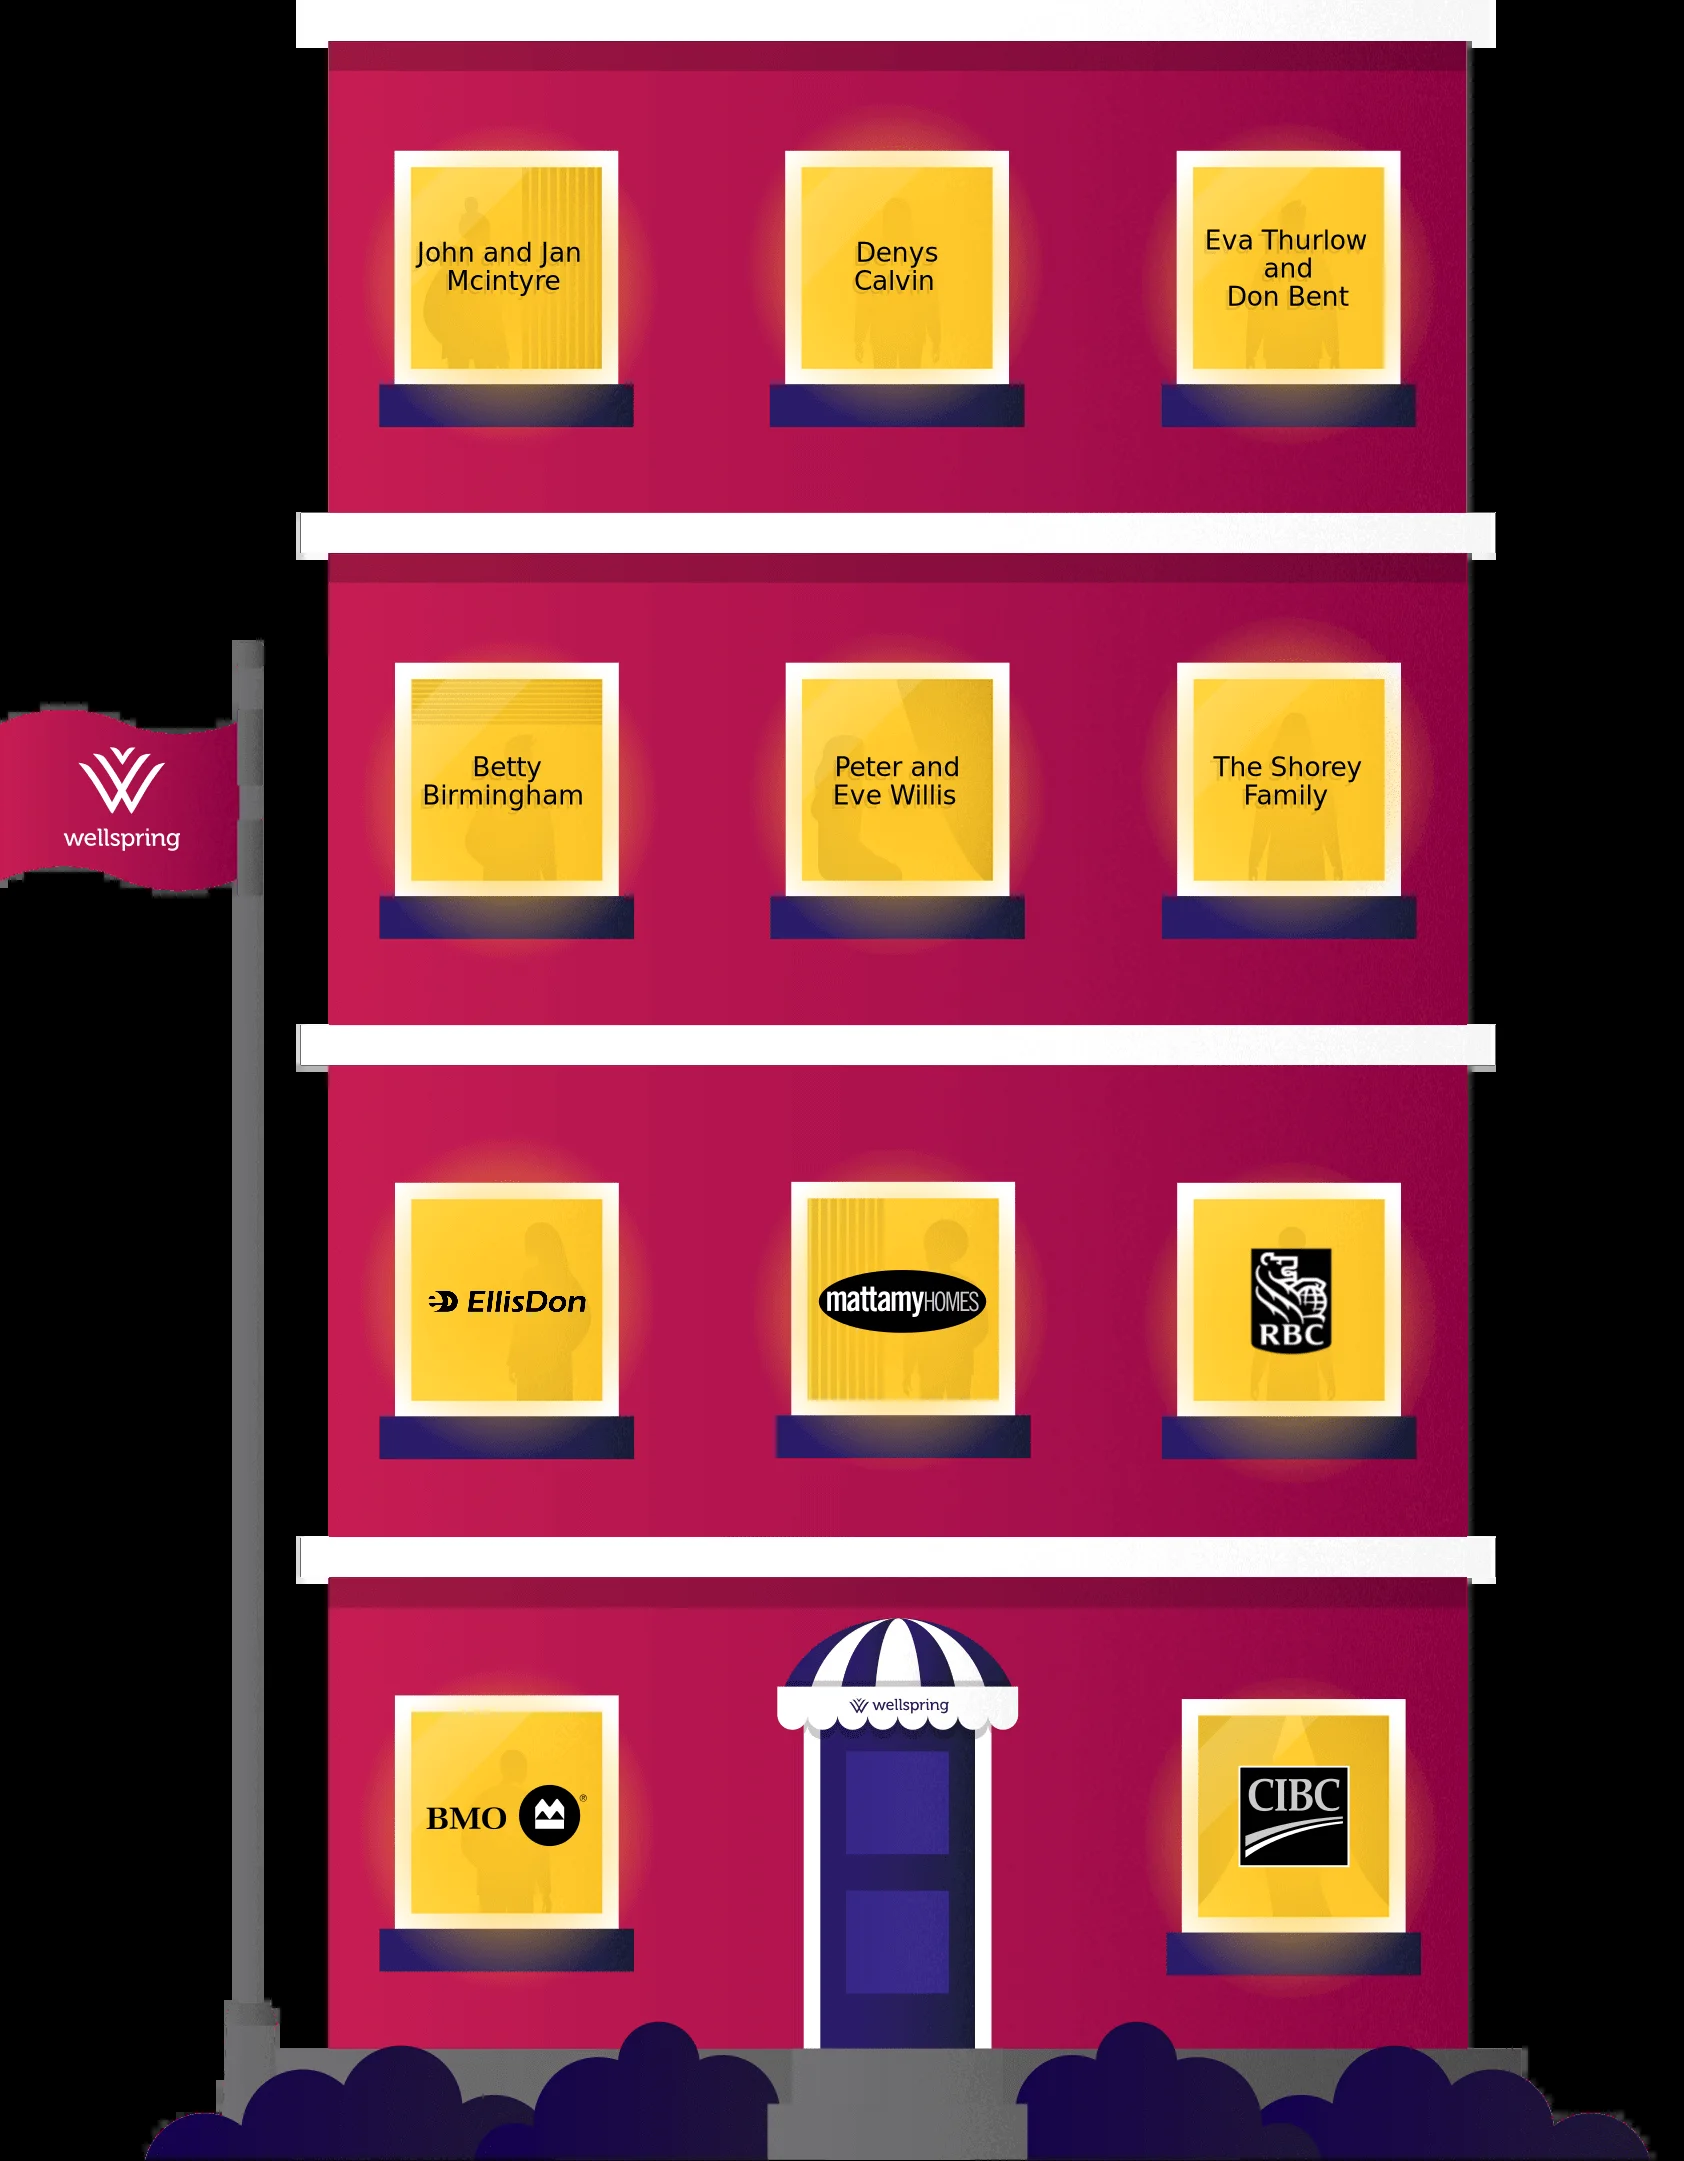 John and Jan
Mcintyre
Denys
Calvin
Eva Thurlow
and
Don Bent
wellspring
Betty
Birmingham
Peter and
Eve Willis
The Shorey
Family
EllisDon
mattamyHOMES
RBC
wellspring
BMO ®
CIBC